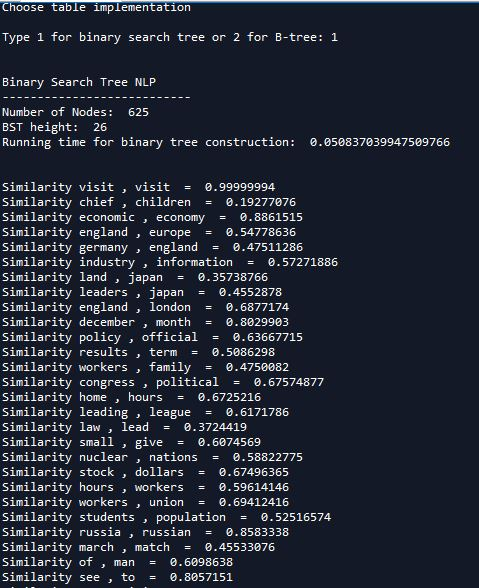 Choose table implementation
Type 1 for binary search tree or 2 for B-tree: 1
Binary Search Tree NLP
---------------------------
Number of Nodes:  625
BST height:  26
Running time for binary tree construction:  0.050837039947509766
Similarity visit , visit  =  0.99999994
Similarity chief , children  =  0.19277076
Similarity economic , economy  =  0.8861515
Similarity england , europe  =  0.54778636
Similarity germany , england  =  0.47511286
Similarity industry , information  =  0.57271886
Similarity land , japan  =  0.35738766
Similarity leaders , japan  =  0.4552878
Similarity england , london  =  0.6877174
Similarity december , month  =  0.8029903
Similarity policy , official  =  0.63667715
Similarity results , term  =  0.5086298
Similarity workers , family  =  0.4750082
Similarity congress , political  =  0.67574877
Similarity home , hours  =  0.6725216
Similarity leading , league  =  0.6171786
Similarity law , lead  =  0.3724419
Similarity small , give  =  0.6074569
Similarity nuclear , nations  =  0.58822775
Similarity stock , dollars  =  0.67496365
Similarity hours , workers  =  0.59614146
Similarity workers , union  =  0.69412416
Similarity students , population  =  0.52516574
Similarity russia , russian  =  0.8583338
Similarity march , match  =  0.45533076
Similarity of , man  =  0.6098638
Similarity see , to  =  0.8057151